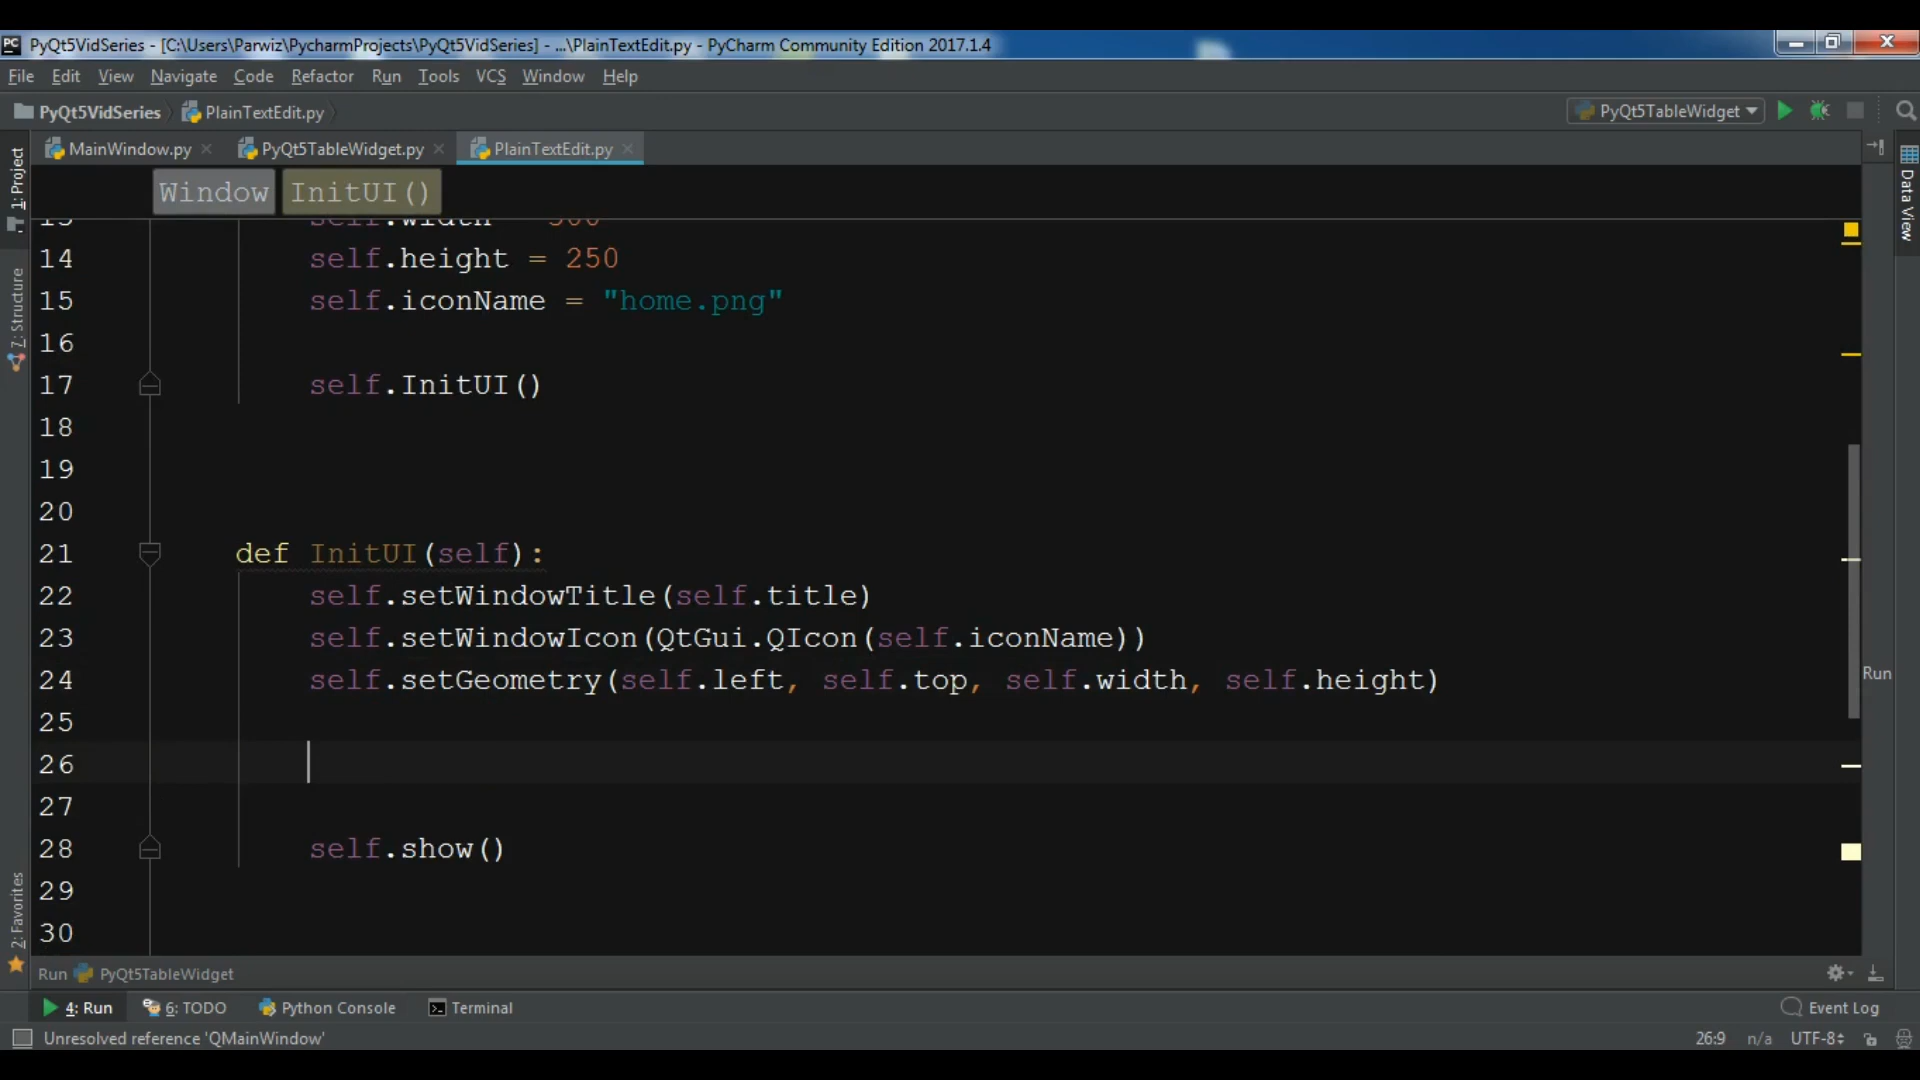 PC PyQt5VidSeries - [C:\Users\Parwiz\PycharmProjects\PyQt5VidSeries] - ...\PlainTextEdit.py - PyCharm Community Edition 2017.1.4
File Edit View Navigate Code Refactor Run Tools VCS Window Help
PyQt5VidSeries PlainTextEdit.py PyQt5TableWidget
MainWindow.py PyQt5TableWidget.py PlainTextEdit.py
1: Project
7: Structure
2: Favorites
Data View
Window InitUI()
14 self.height = 250
15 self.iconName = "home.png"
16
17 self.InitUI()
18
19
20
21 def InitUI(self):
22 self.setWindowTitle(self.title)
23 self.setWindowIcon(QtGui.QIcon(self.iconName))
24 self.setGeometry(self.left, self.top, self.width, self.height)
Run
25
26
27
28 self.show()
29
30
Run PyQt5TableWidget
4: Run 6: TODO Python Console Terminal Event Log
Unresolved reference 'QMainWindow' 26:9 n/a UTF-8